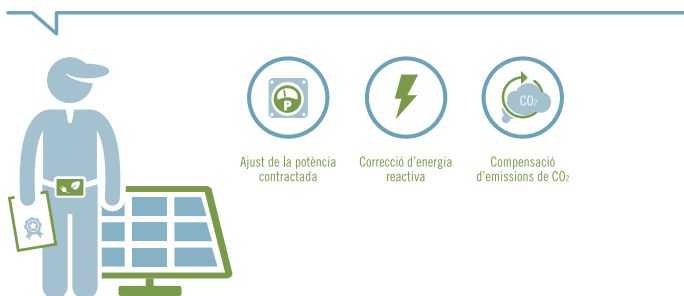 P
CO₂
Ajust de la potència
contractada
Correcció d'energia
reactiva
Compensació
d'emissions de CO₂